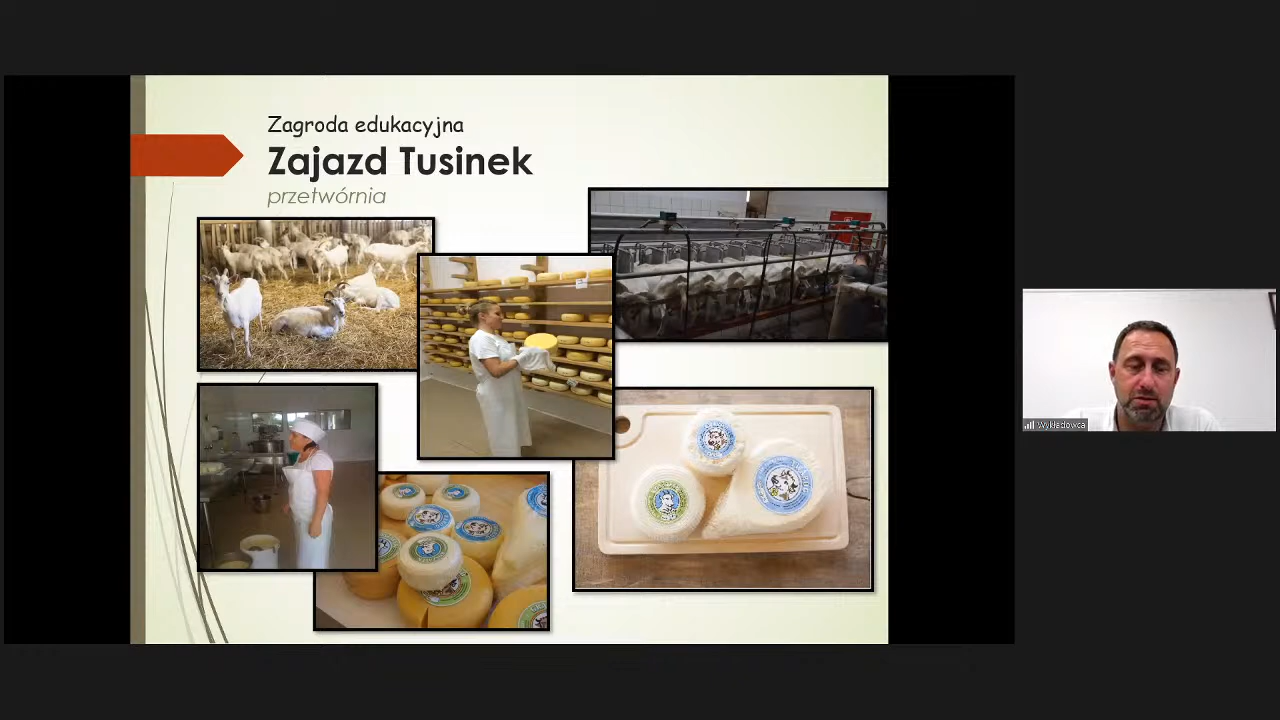 Zagroda edukacyjna
Zajazd Tusinek
przetwórnia
Wykładowca